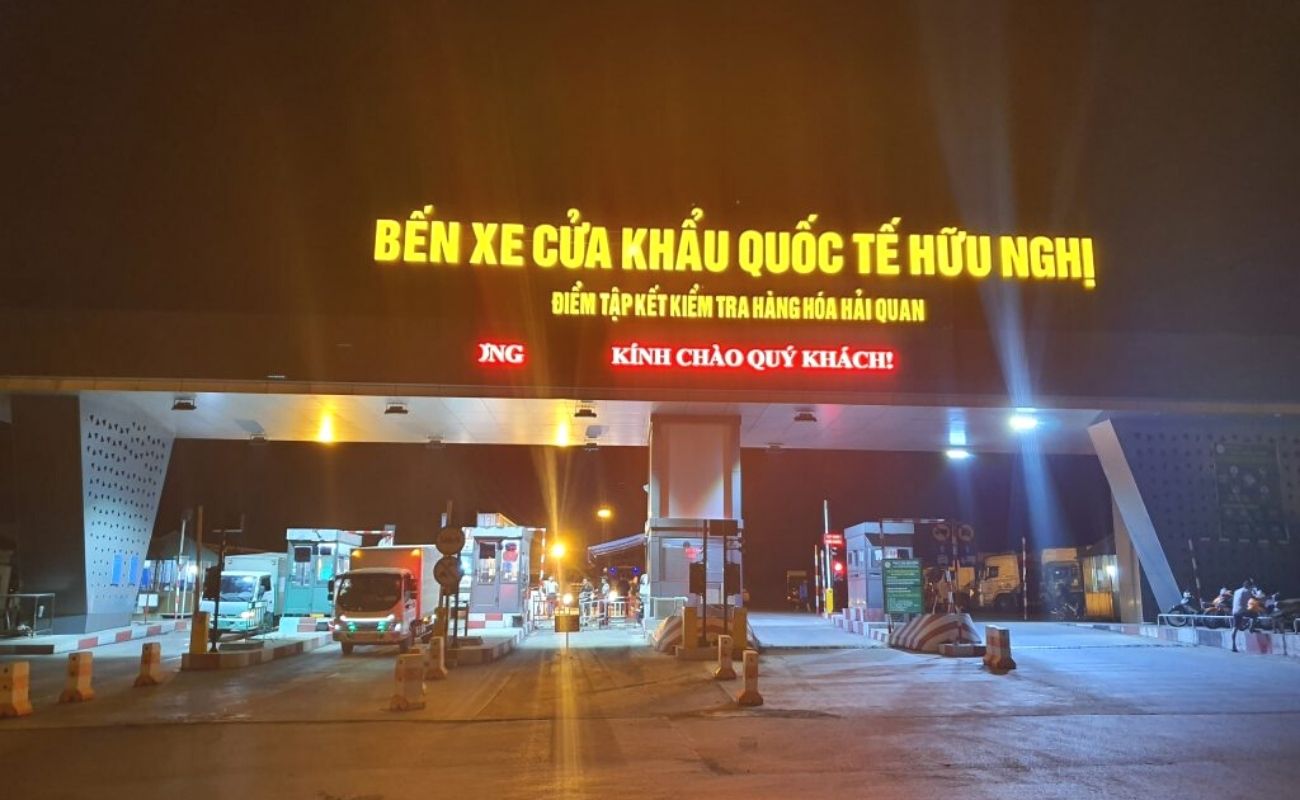 BẾN XE CỬA KHẨU QUỐC TẾ HỮU NGHỊ
ĐIỂM TẬP KẾT KIỂM TRA HÀNG HÓA HẢI QUAN
KÍNH CHÀO QUÝ KHÁCH!